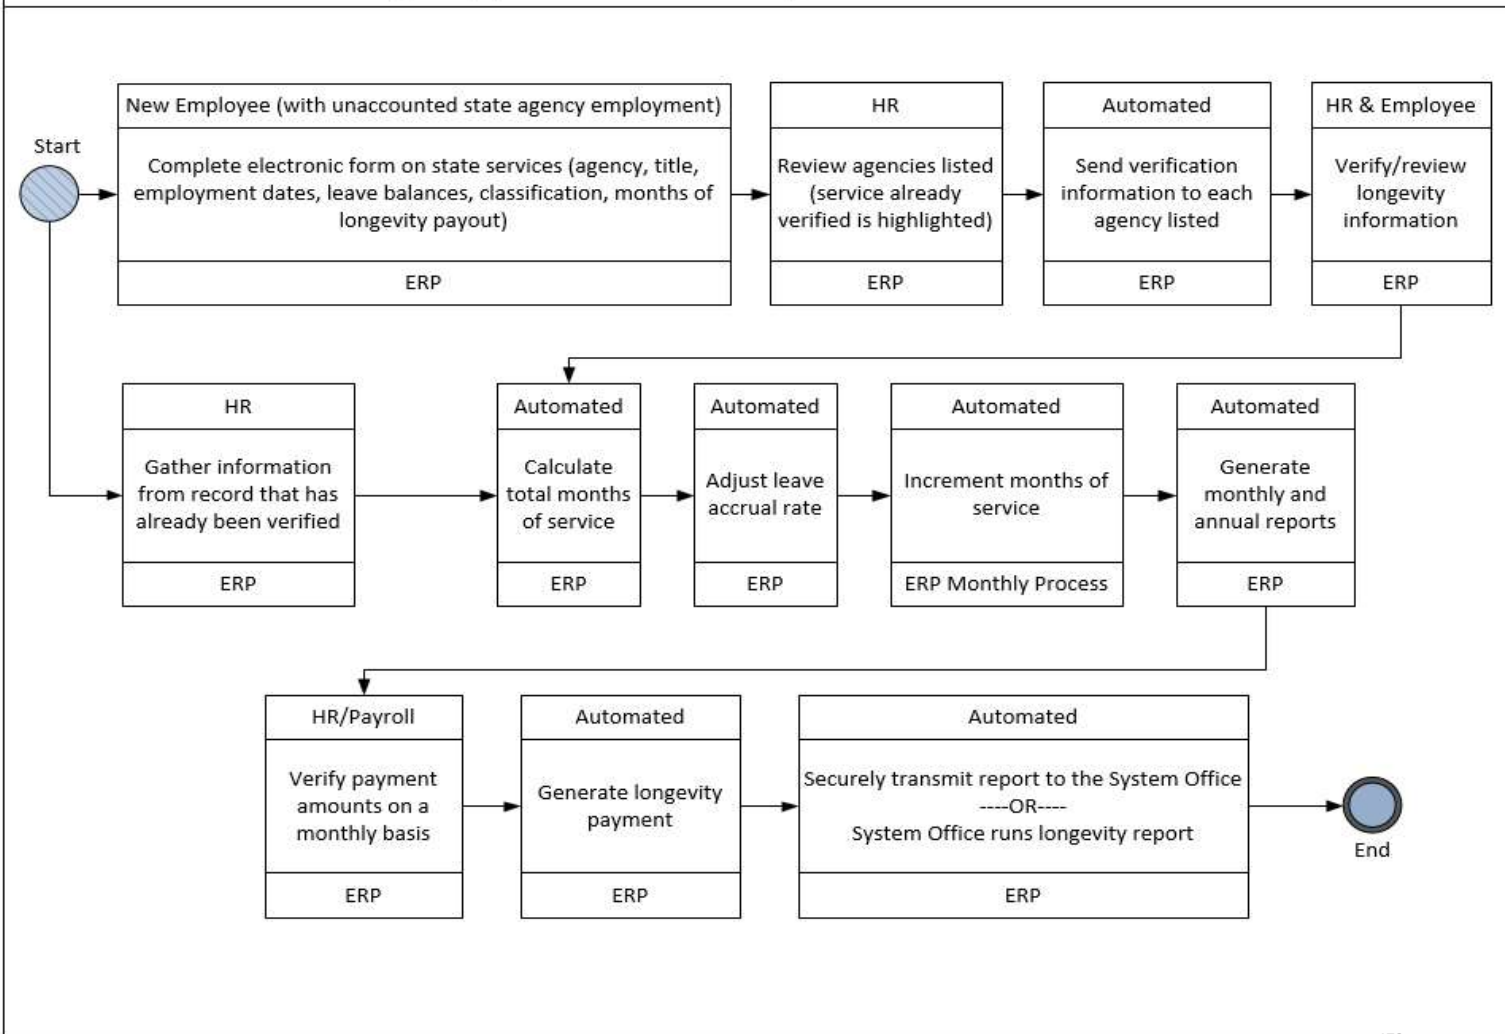 New Employee (with unaccounted state agency employment)
HR
Automated
HR & Employee
Start
Complete electronic form on state services (agency, title,
employment dates, leave balances, classification, months of
longevity payout)
Review agencies listed
(service already
verified is highlighted)
Send verification
information to each
agency listed
Verify/review
longevity
information
ERP
ERP
ERP
ERP
HR
Automated
Automated
Automated
Automated
Gather information
from record that has
already been verified
Calculate
total months
of service
Adjust leave
accrual rate
Increment months of
service
Generate
monthly and
annual reports
ERP
ERP
ERP
ERP Monthly Process
ERP
HR/Payroll
Automated
Automated
Verify payment
amounts on a
monthly basis
Generate longevity
payment
Securely transmit report to the System Office
----OR----
System Office runs longevity report
End
ERP
ERP
ERP